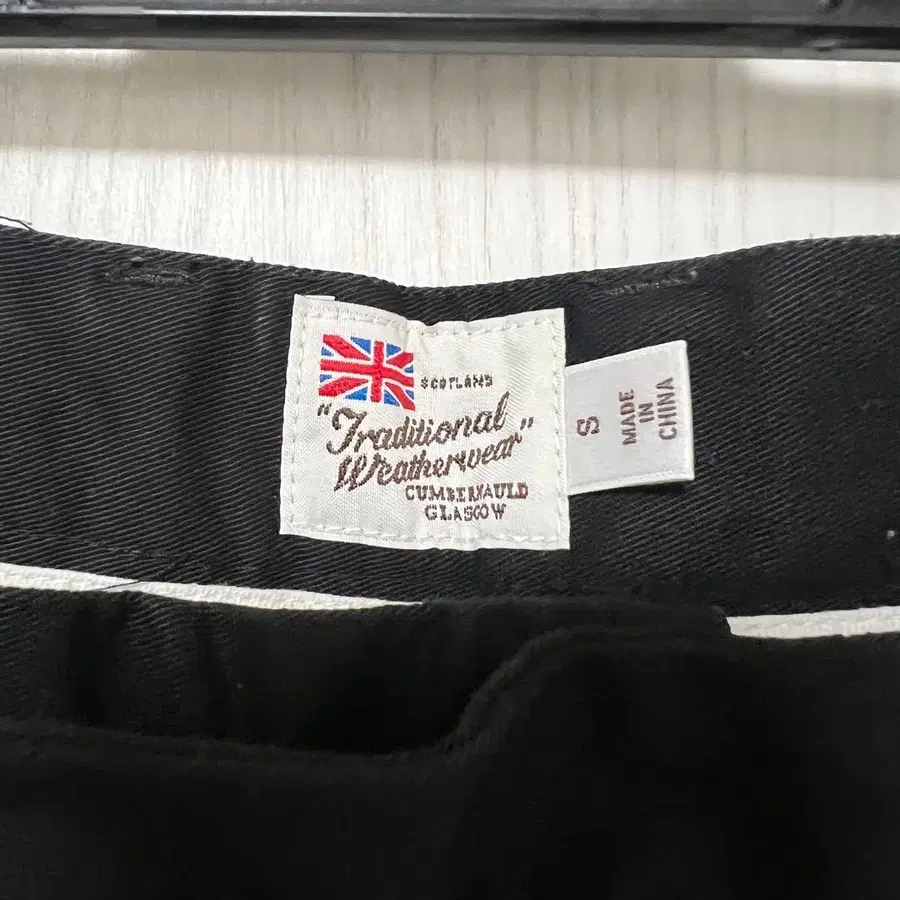 SCOTLAND
"Traditional
Weatherwear"
CUMBERNAULD
GLASGOW
S
MADE
IN
CHINA